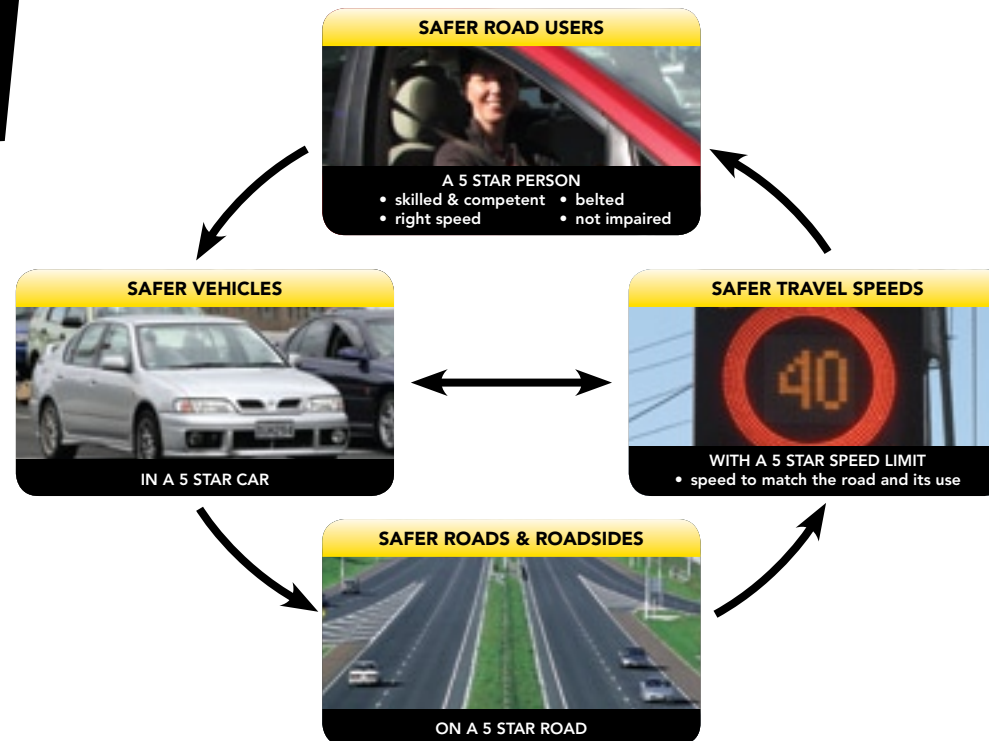 SAFER ROAD USERS
A 5 STAR PERSON
• skilled & competent • belted
• right speed • not impaired
SAFER VEHICLES
IN A 5 STAR CAR
SAFER TRAVEL SPEEDS
40
WITH A 5 STAR SPEED LIMIT
• speed to match the road and its use
SAFER ROADS & ROADSIDES
ON A 5 STAR ROAD